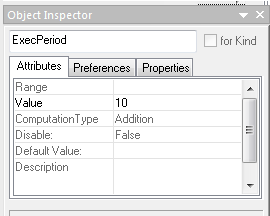 Object Inspector
ExecPeriod
for Kind
Attributes Preferences Properties
Range
Value 10
ComputationType Addition
Disable: False
Default Value:
Description